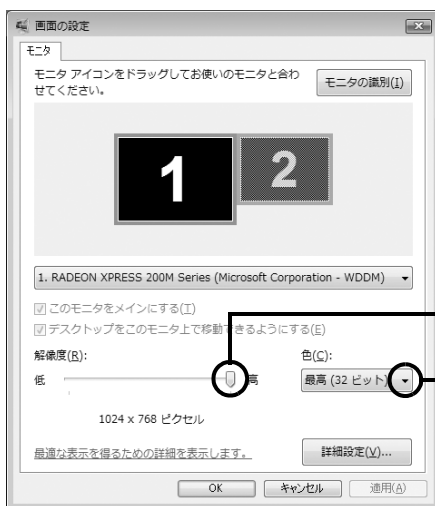 画面の設定
モニタ
モニタ アイコンをドラッグしてお使いのモニタと合わ
せてください。
モニタの識別(I)
1
2
1. RADEON XPRESS 200M Series (Microsoft Corporation - WDDM)
このモニタをメインにする(T)
デスクトップをこのモニタ上で移動できるようにする(E)
解像度(R):
色(C):
低
高
最高 (32 ビット)
1024 x 768 ピクセル
最適な表示を得るための詳細を表示します。
詳細設定(V)...
OK
キャンセル
適用(A)